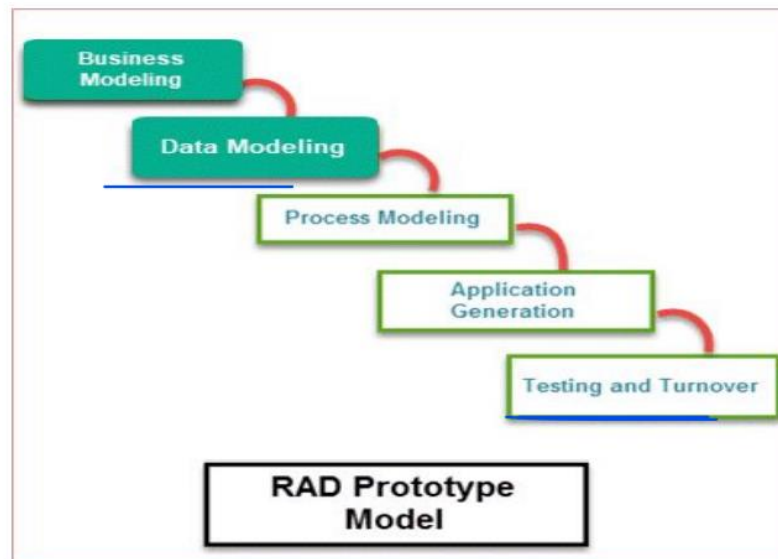 Business
Modeling
Data Modeling
Process Modeling
Application
Generation
Testing and Turnover
RAD Prototype
Model